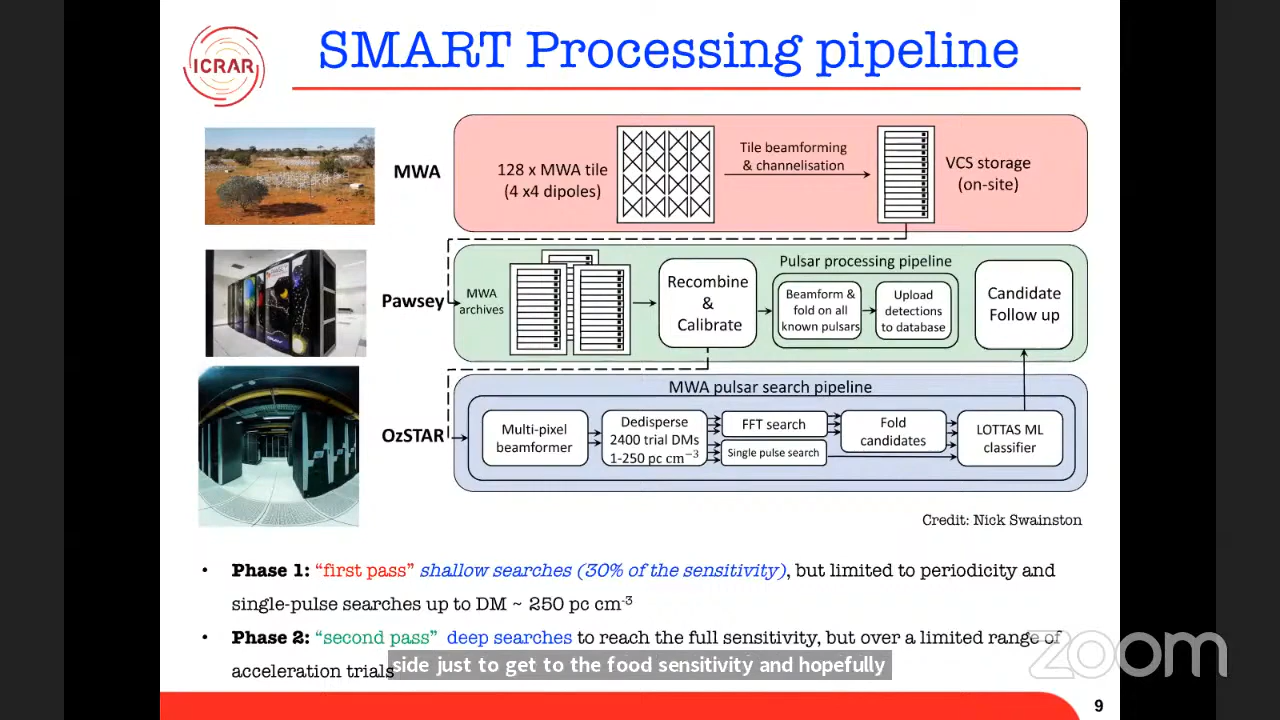 SMART Processing pipeline
ICRAR
MWA
128 x MWA tile
(4 x4 dipoles)
Tile beamforming
& channelisation
VCS storage
(on-site)
Pawsey
MWA
archives
Recombine
&
Calibrate
Pulsar processing pipeline
Beamform &
fold on all
known pulsars
Upload
detections
to database
Candidate
Follow up
OzSTAR
MWA pulsar search pipeline
Multi-pixel
beamformer
Dedisperse
2400 trial DMs
1-250 pc cm⁻³
FFT search
Single pulse search
Fold
candidates
LOTTAS ML
classifier
Credit: Nick Swainston
• Phase 1: “first pass” shallow searches (30% of the sensitivity), but limited to periodicity and
single-pulse searches up to DM ~ 250 pc cm⁻³
• Phase 2: “second pass” deep searches to reach the full sensitivity, but over a limited range of
acceleration trials
side just to get to the food sensitivity and hopefully
zoom
9